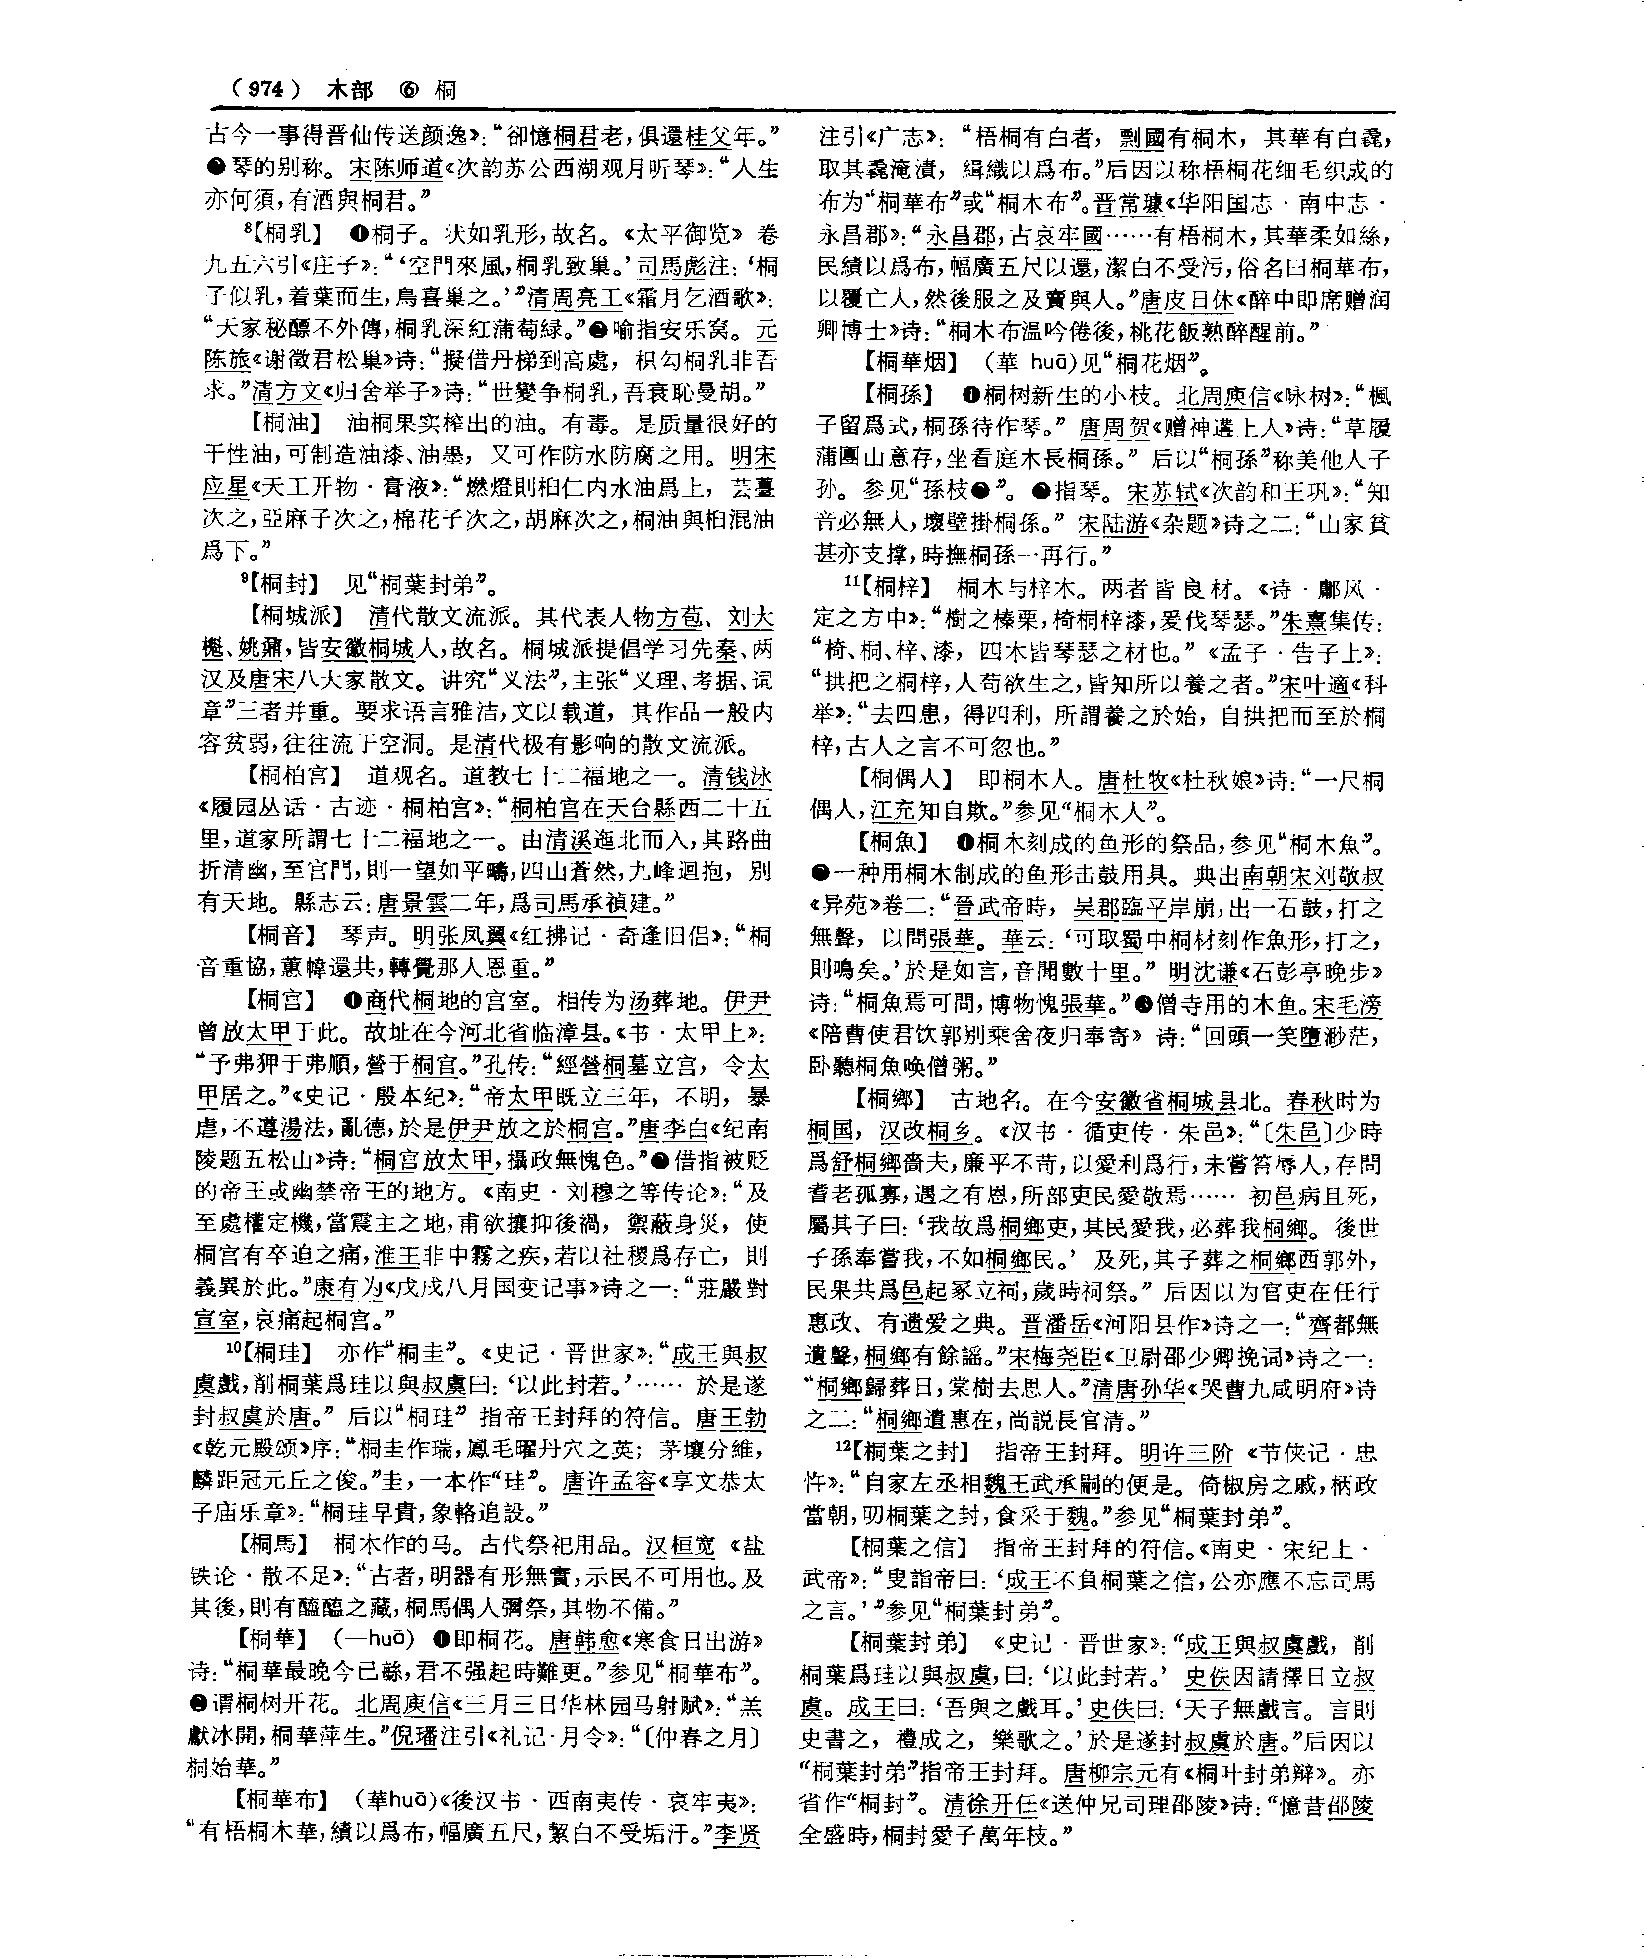 （974） 木部 ⑥ 桐
古今一事得晋仙传送颜逸》：“卻憶桐君老，俱還桂父年。”
❸琴的别称。宋陈师道《次韵苏公西湖观月听琴》：“人生
亦何須，有酒與桐君。”
⁸【桐乳】 ❶桐子。状如乳形，故名。《太平御览》卷
九五六引《庄子》：“‘空門來風，桐乳致巢。’司馬彪注：‘桐
子似乳，着葉而生，鳥喜巢之。’”清周亮工《霜月乞酒歌》：
“大家秘醥不外傳，桐乳深紅蒲萄緑。”❷喻指安乐窝。元
陈旅《谢徵君松巢》诗：“擬借丹梯到高處，枳勾桐乳非吾
求。”清方文《归舍举子》诗：“世變争桐乳，吾衰恥曼胡。”
【桐油】 油桐果实榨出的油。有毒。是质量很好的
干性油，可制造油漆、油墨，又可作防水防腐之用。明宋
应星《天工开物·膏液》：“燃燈則桕仁内水油爲上，芸薹
次之，亞麻子次之，棉花子次之，胡麻次之，桐油與桕混油
爲下。”
⁹【桐封】 见“桐葉封弟”。
【桐城派】 清代散文流派。其代表人物方苞、刘大
櫆、姚鼐，皆安徽桐城人，故名。桐城派提倡学习先秦、两
汉及唐宋八大家散文。讲究“义法”，主张“义理、考据、词
章”三者并重。要求语言雅洁，文以载道，其作品一般内
容贫弱，往往流于空洞。是清代极有影响的散文流派。
【桐柏宫】 道观名。道教七十二福地之一。清钱泳
《履园丛话·古迹·桐柏宫》：“桐柏宫在天台縣西二十五
里，道家所謂七十二福地之一。由清溪迤北而入，其路曲
折清幽，至宫門，則一望如平疇，四山蒼然，九峰迴抱，别
有天地。縣志云：唐景雲二年，爲司馬承禎建。”
【桐音】 琴声。明张凤翼《红拂记·奇逢旧侣》：“桐
音重協，蕙幃還共，轉覺那人恩重。”
【桐宫】 ❶商代桐地的宫室。相传为汤葬地。伊尹
曾放太甲于此。故址在今河北省临漳县。《书·太甲上》：
“予弗狎于弗順，營于桐宫。”孔传：“經營桐墓立宫，令太
甲居之。”《史记·殷本纪》：“帝太甲既立三年，不明，暴
虐，不遵湯法，亂德，於是伊尹放之於桐宫。”唐李白《纪南
陵题五松山》诗：“桐宫放太甲，攝政無愧色。”❷借指被贬
的帝王或幽禁帝王的地方。《南史·刘穆之等传论》：“及
至處權定機，當震主之地，甫欲攘抑後禍，禦蔽身災，使
桐宫有卒迫之痛，淮王非中霧之疾，若以社稷爲存亡，則
義異於此。”康有为《戊戌八月国变记事》诗之一：“莊嚴對
宣室，哀痛起桐宫。”
¹⁰【桐珪】 亦作“桐圭”。《史记·晋世家》：“成王與叔
虞戲，削桐葉爲珪以與叔虞曰：‘以此封若。’…… 於是遂
封叔虞於唐。”后以“桐珪”指帝王封拜的符信。唐王勃
《乾元殿颂》序：“桐圭作瑞，鳳毛曜丹穴之英；茅壤分維，
麟距冠元丘之俊。”圭，一本作“珪”。唐许孟容《享文恭太
子庙乐章》：“桐珪早貴，象輅追設。”
【桐馬】 桐木作的马。古代祭祀用品。汉桓宽《盐
铁论·散不足》：“古者，明器有形無實，示民不可用也。及
其後，則有醯醢之藏，桐馬偶人彌祭，其物不備。”
【桐華】 （—huā） ❶即桐花。唐韩愈《寒食日出游》
诗：“桐華最晚今已繇，君不强起時難更。”参见“桐華布”。
❷谓桐树开花。北周庾信《三月三日华林园马射赋》：“羔
獻冰開，桐華萍生。”倪璠注引《礼记·月令》：“〔仲春之月〕
桐始華。”
【桐華布】 （華huā）《後汉书·西南夷传·哀牢夷》：
“有梧桐木華，績以爲布，幅廣五尺，絜白不受垢汙。”李贤
注引《广志》：“梧桐有白者，剽國有桐木，其華有白毳，
取其毳淹漬，緝織以爲布。”后因以称梧桐花细毛织成的
布为“桐華布”或“桐木布”。晋常璩《华阳国志·南中志·
永昌郡》：“永昌郡，古哀牢國……有梧桐木，其華柔如絲，
民績以爲布，幅廣五尺以還，潔白不受污，俗名曰桐華布，
以覆亡人，然後服之及賣與人。”唐皮日休《醉中即席赠润
卿博士》诗：“桐木布温吟倦後，桃花飯熟醉醒前。”
【桐華烟】 （華 huā）见“桐花烟”。
【桐孫】 ❶桐树新生的小枝。北周庾信《咏树》：“楓
子留爲式，桐孫待作琴。”唐周贺《赠神遘上人》诗：“草履
蒲團山意存，坐看庭木長桐孫。”后以“桐孫”称美他人子
孙。参见“孫枝❷”。❷指琴。宋苏轼《次韵和王巩》：“知
音必無人，壞壁掛桐孫。”宋陆游《杂题》诗之二：“山家貧
甚亦支撑，時撫桐孫一再行。”
¹¹【桐梓】 桐木与梓木。两者皆良材。《诗·鄘风·
定之方中》：“樹之榛栗，椅桐梓漆，爰伐琴瑟。”朱熹集传：
“椅、桐、梓、漆，四木皆琴瑟之材也。”《孟子·告子上》：
“拱把之桐梓，人苟欲生之，皆知所以養之者。”宋叶適《科
举》：“去四患，得四利，所謂養之於始，自拱把而至於桐
梓，古人之言不可忽也。”
【桐偶人】 即桐木人。唐杜牧《杜秋娘》诗：“一尺桐
偶人，江充知自欺。”参见“桐木人”。
【桐魚】 ❶桐木刻成的鱼形的祭品，参见“桐木魚”。
❷一种用桐木制成的鱼形击鼓用具。典出南朝宋刘敬叔
《异苑》卷二：“晉武帝時，吴郡臨平岸崩，出一石鼓，打之
無聲，以問張華。華云：‘可取蜀中桐材刻作魚形，打之，
則鳴矣。’於是如言，音聞數十里。”明沈谦《石彭亭晚步》
诗：“桐魚焉可問，博物愧張華。”❸僧寺用的木鱼。宋毛滂
《陪曹使君饮郭别乘舍夜归奉寄》诗：“回頭一笑墮渺茫，
卧聽桐魚唤僧粥。”
【桐鄉】 古地名。在今安徽省桐城县北。春秋时为
桐国，汉改桐乡。《汉书·循吏传·朱邑》：“〔朱邑〕少時
爲舒桐鄉嗇夫，廉平不苛，以愛利爲行，未嘗笞辱人，存問
耆老孤寡，遇之有恩，所部吏民愛敬焉…… 初邑病且死，
屬其子曰：‘我故爲桐鄉吏，其民愛我，必葬我桐鄉。後世
子孫奉嘗我，不如桐鄉民。’及死，其子葬之桐鄉西郭外，
民果共爲邑起冢立祠，歲時祠祭。”后因以为官吏在任行
惠政、有遗爱之典。晋潘岳《河阳县作》诗之一：“齊都無
遺聲，桐鄉有餘謡。”宋梅尧臣《卫尉邵少卿挽词》诗之一：
“桐鄉歸葬日，棠樹去思人。”清唐孙华《哭曹九咸明府》诗
之二：“桐鄉遺惠在，尚説長官清。”
¹²【桐葉之封】 指帝王封拜。明许三阶《节侠记·忠
忤》：“自家左丞相魏王武承嗣的便是。倚椒房之戚，柄政
當朝，叨桐葉之封，食采于魏。”参见“桐葉封弟”。
【桐葉之信】 指帝王封拜的符信。《南史·宋纪上·
武帝》：“叟詣帝曰：‘成王不負桐葉之信，公亦應不忘司馬
之言。’”参见“桐葉封弟”。
【桐葉封弟】 《史记·晋世家》：“成王與叔虞戲，削
桐葉爲珪以與叔虞，曰：‘以此封若。’史佚因請擇日立叔
虞。成王曰：‘吾與之戲耳。’史佚曰：‘天子無戲言。言則
史書之，禮成之，樂歌之。’於是遂封叔虞於唐。”后因以
“桐葉封弟”指帝王封拜。唐柳宗元有《桐叶封弟辩》。亦
省作“桐封”。清徐开任《送仲兄司理邵陵》诗：“憶昔邵陵
全盛時，桐封愛子萬年枝。”